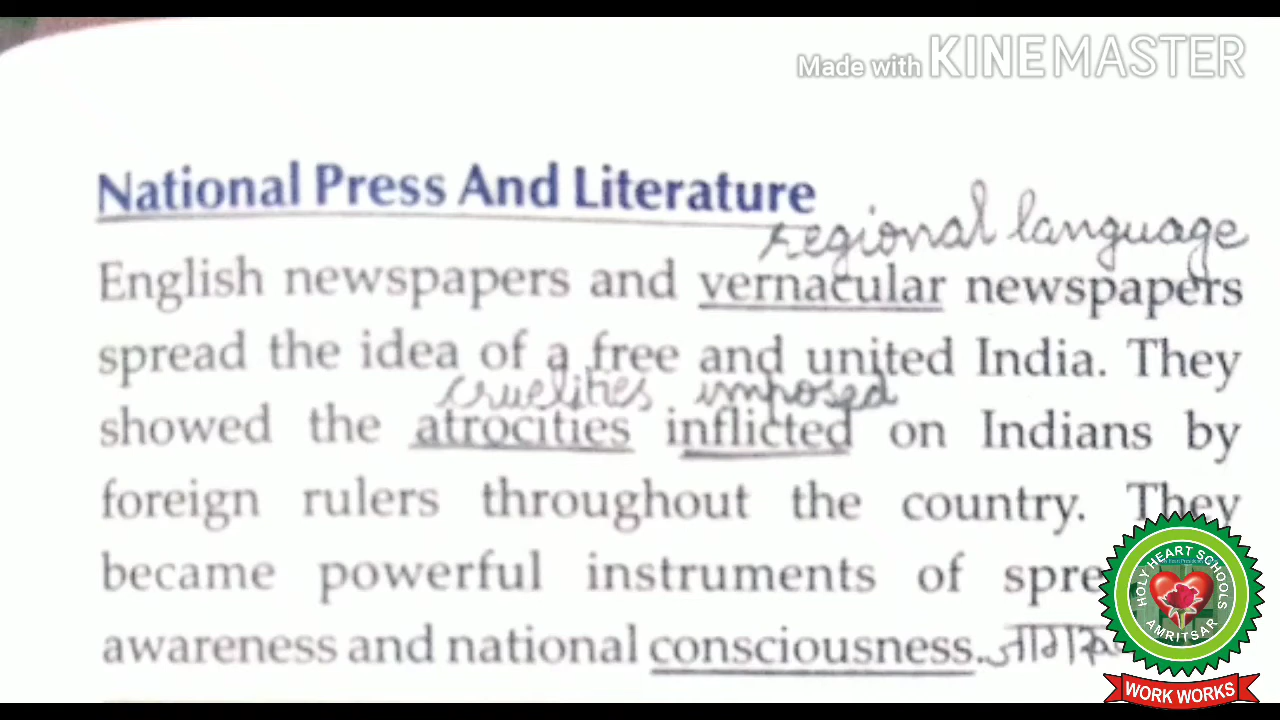 Made with KINEMASTER
National Press And Literature
regional language
English newspapers and vernacular newspapers
spread the idea of a free and united India. They
cruelities imposed
showed the atrocities inflicted on Indians by
foreign rulers throughout the country. They
became powerful instruments of
awareness and national consciousness.
HOLY HEART SCHOOLS
AMRITSAR
WORK WORKS